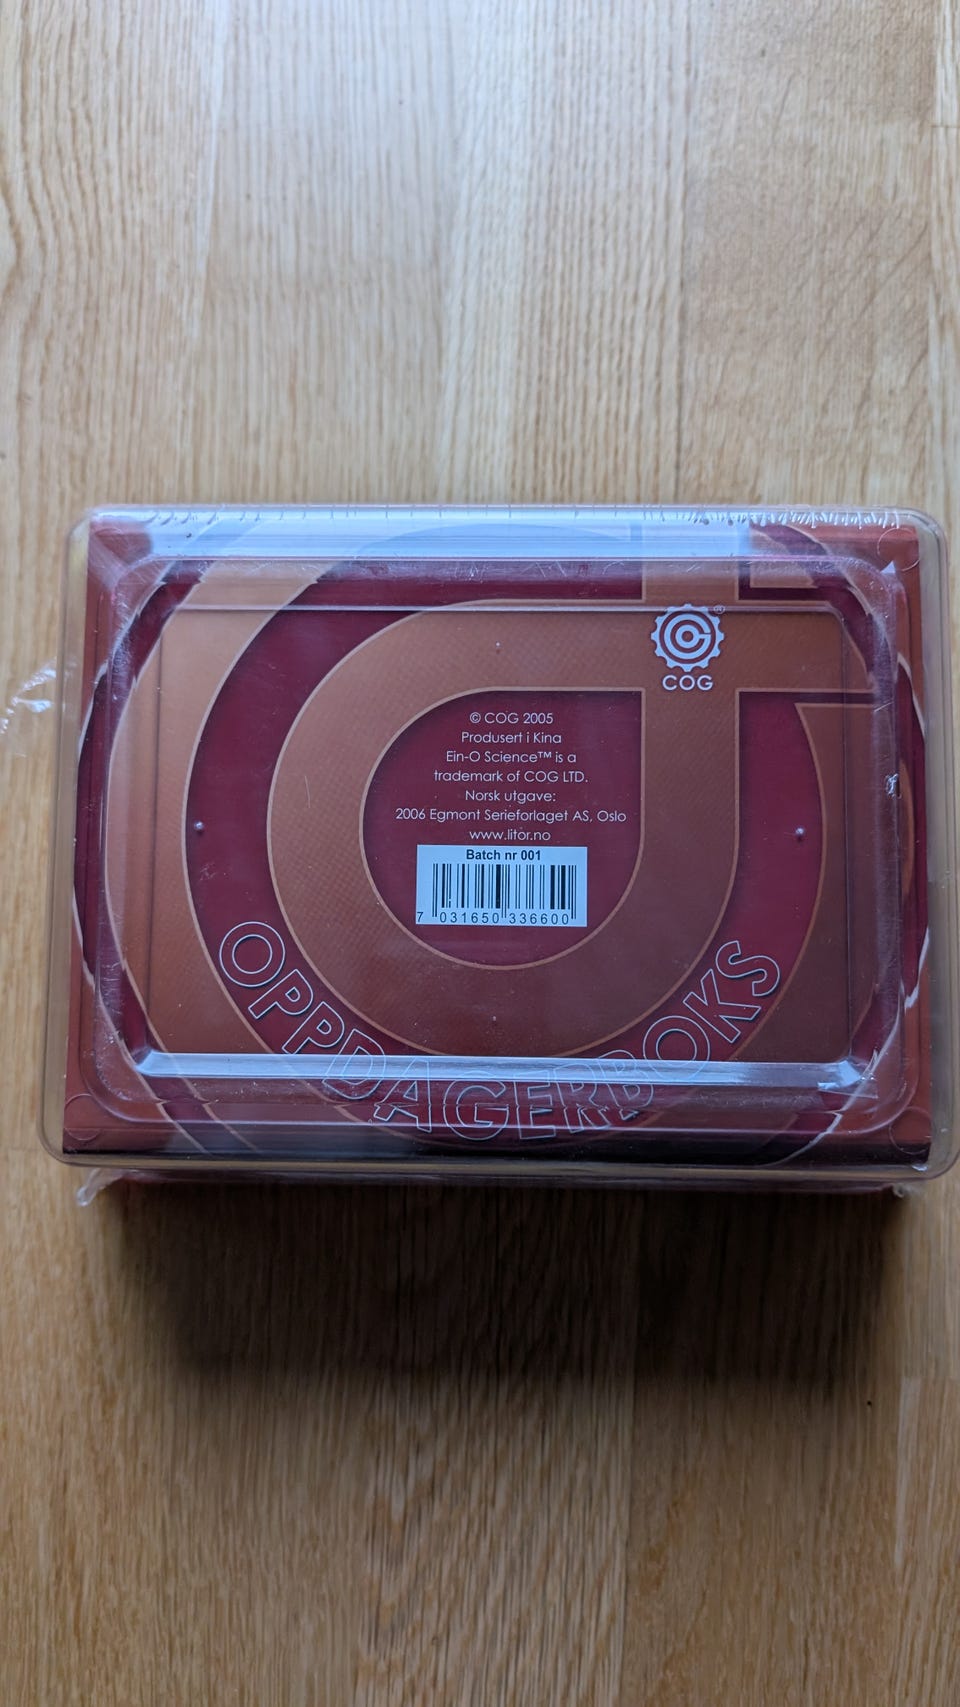 ®
COG
© COG 2005
Produsert i Kina
Ein-O Science™ is a
trademark of COG LTD.
Norsk utgave:
2006 Egmont Serieforlaget AS, Oslo
www.litor.no
Batch nr 001
7 031650 336600
OPPDAGERBOKS